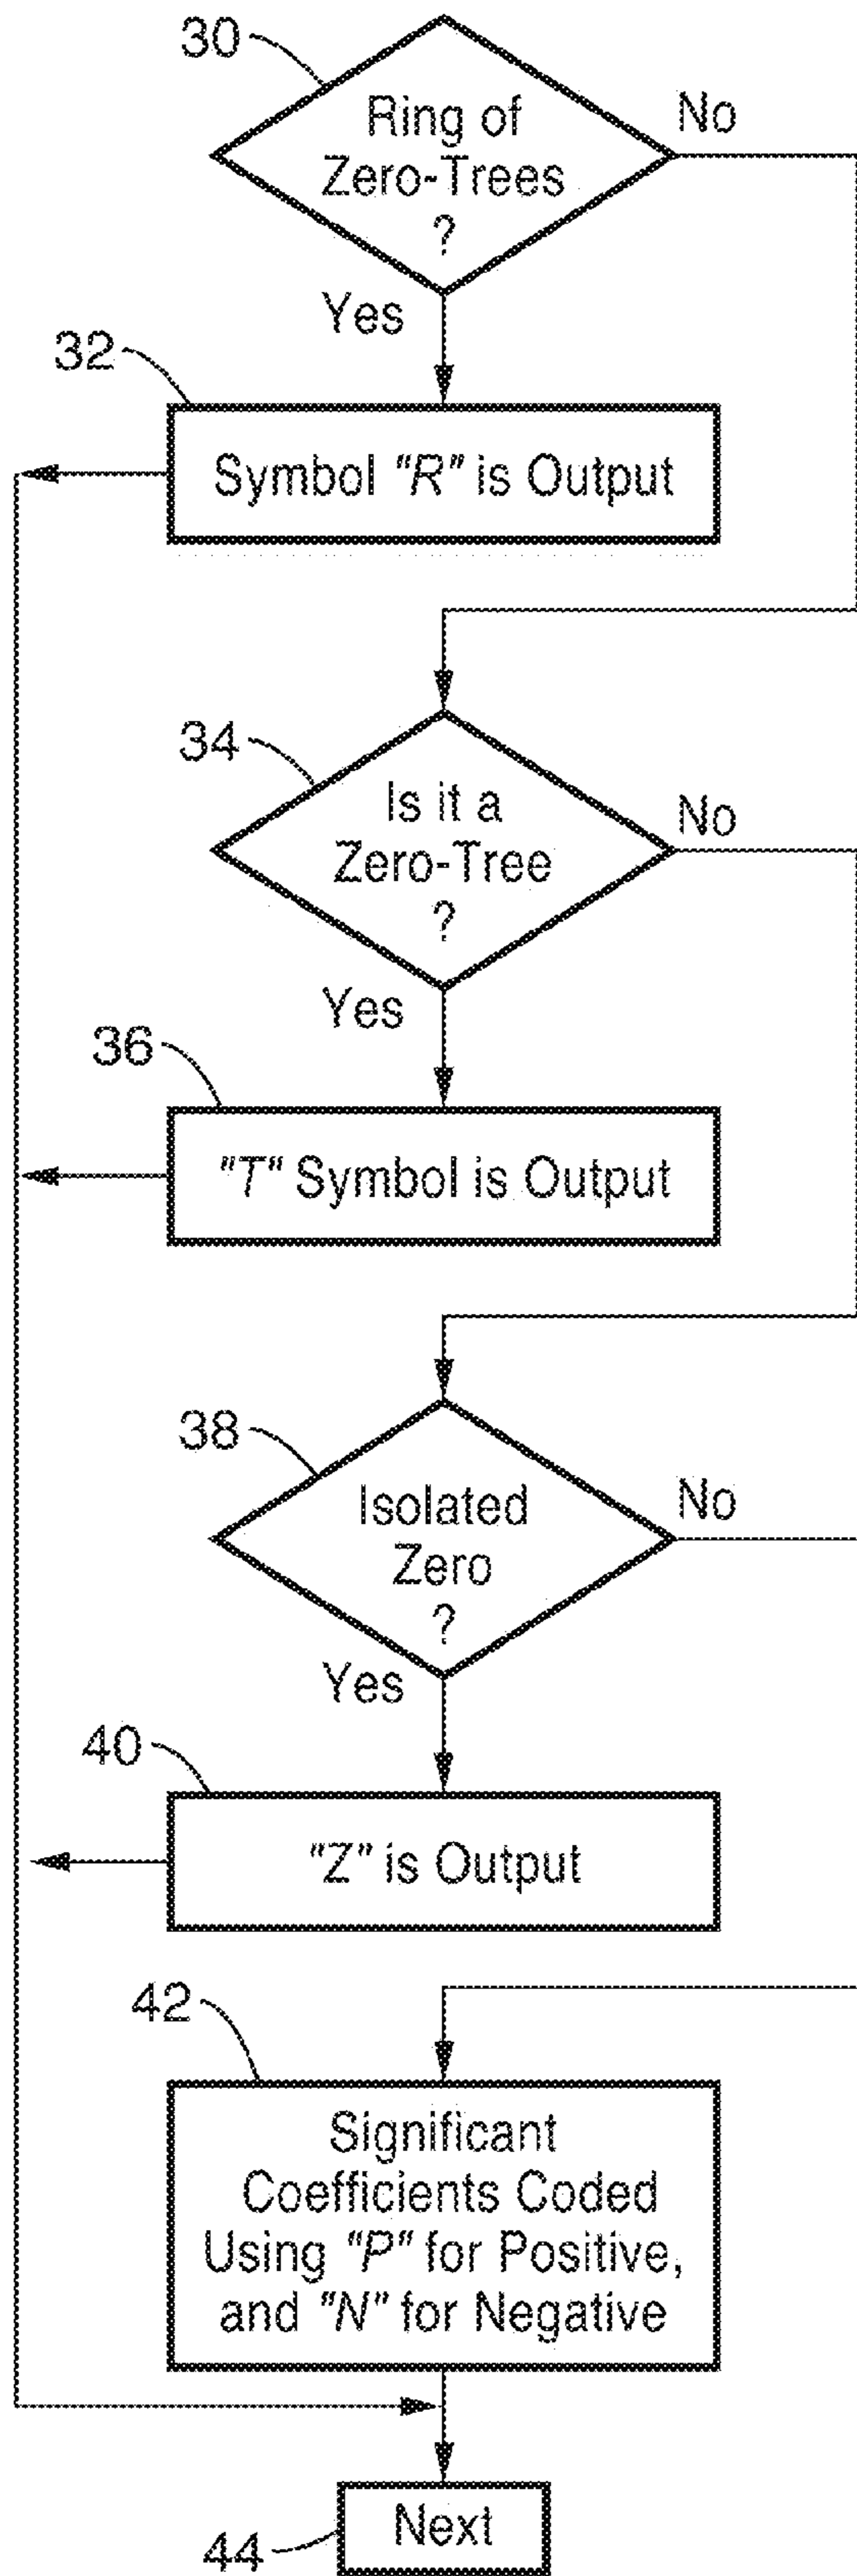 30
Ring of
Zero-Trees
?
No
Yes
32
Symbol "R" is Output
34
Is it a
Zero-Tree
?
No
Yes
36
"T" Symbol is Output
38
Isolated
Zero
?
No
Yes
40
"Z" is Output
42
Significant
Coefficients Coded
Using "P" for Positive,
and "N" for Negative
44
Next